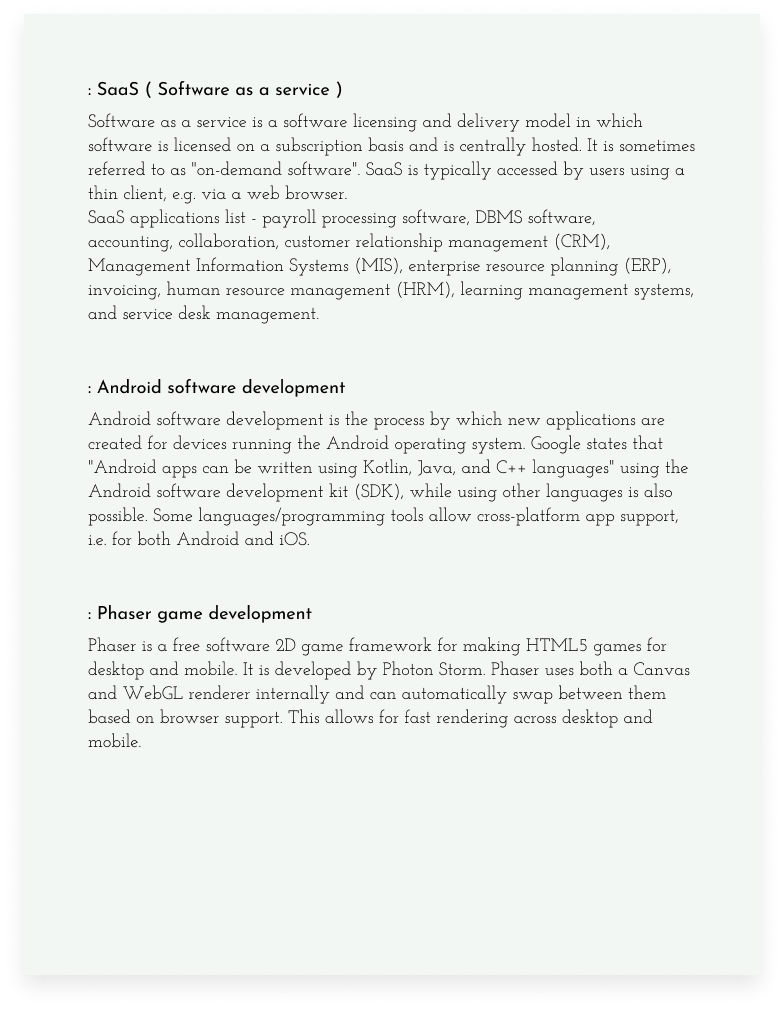 : SaaS ( Software as a service )
Software as a service is a software licensing and delivery model in which
software is licensed on a subscription basis and is centrally hosted. It is sometimes
referred to as "on-demand software". SaaS is typically accessed by users using a
thin client, e.g. via a web browser.
SaaS applications list - payroll processing software, DBMS software,
accounting, collaboration, customer relationship management (CRM),
Management Information Systems (MIS), enterprise resource planning (ERP),
invoicing, human resource management (HRM), learning management systems,
and service desk management.
: Android software development
Android software development is the process by which new applications are
created for devices running the Android operating system. Google states that
"Android apps can be written using Kotlin, Java, and C++ languages" using the
Android software development kit (SDK), while using other languages is also
possible. Some languages/programming tools allow cross-platform app support,
i.e. for both Android and iOS.
: Phaser game development
Phaser is a free software 2D game framework for making HTML5 games for
desktop and mobile. It is developed by Photon Storm. Phaser uses both a Canvas
and WebGL renderer internally and can automatically swap between them
based on browser support. This allows for fast rendering across desktop and
mobile.